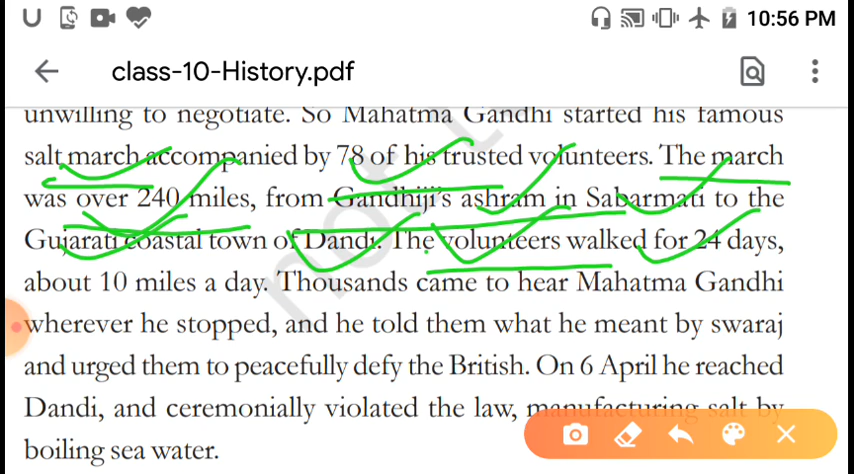 10:56 PM
class-10-History.pdf
unwilling to negotiate. So Mahatma Gandhi started his famous
salt march accompanied by 78 of his trusted volunteers. The march
was over 240 miles, from Gandhiji's ashram in Sabarmati to the
Gujarati coastal town of Dandi. The volunteers walked for 24 days,
about 10 miles a day. Thousands came to hear Mahatma Gandhi
wherever he stopped, and he told them what he meant by swaraj
and urged them to peacefully defy the British. On 6 April he reached
Dandi, and ceremonially violated the law, manufacturing salt by
boiling sea water.